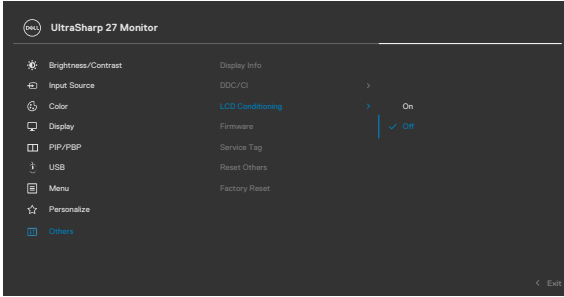 DELL UltraSharp 27 Monitor
Brightness/Contrast Display Info
Input Source DDC/CI >
Color LCD Conditioning > On
Display Firmware ✓ Off
PIP/PBP Service Tag
USB Reset Others
Menu Factory Reset
Personalize
Others
< Exit